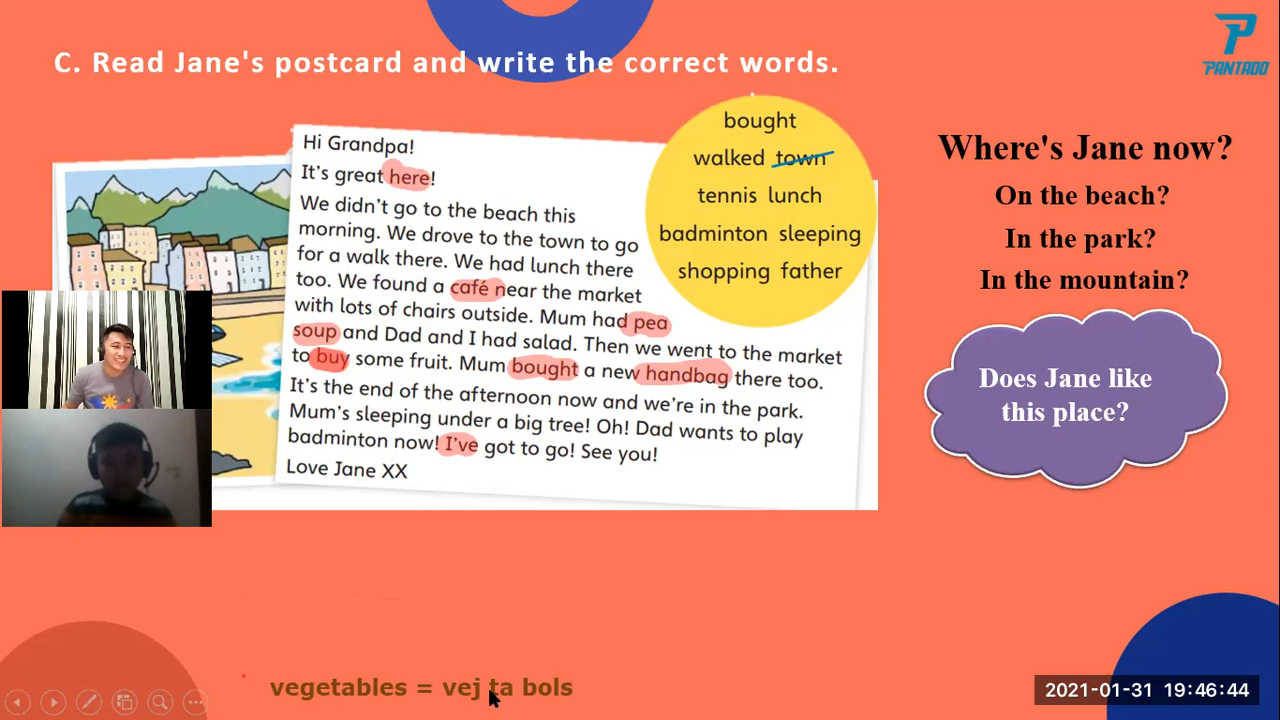 C. Read Jane's postcard and write the correct words.
PANTADO
Hi Grandpa!
It's great here!
We didn't go to the beach this
morning. We drove to the town to go
for a walk there. We had lunch there
too. We found a café near the market
with lots of chairs outside. Mum had pea
soup and Dad and I had salad. Then we went to the market
to buy some fruit. Mum bought a new handbag there too.
It's the end of the afternoon now and we're in the park.
Mum's sleeping under a big tree! Oh! Dad wants to play
badminton now! I've got to go! See you!
Love Jane XX
bought
walked town
tennis lunch
badminton sleeping
shopping father
Where's Jane now?
On the beach?
In the park?
In the mountain?
Does Jane like
this place?
vegetables = vej ta bols
2021-01-31 19:46:44